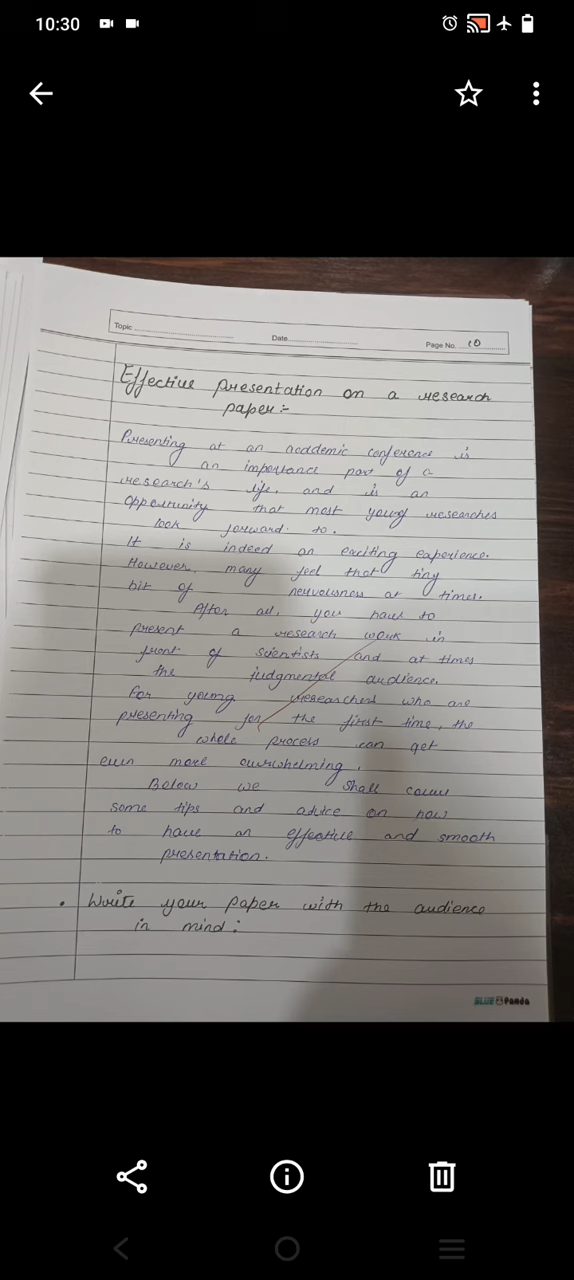 10:30
Topic
Date
Page No. 10
Effective presentation on a research
paper:-
Presenting at an acddemic conference is
an importance part of a
research's life, and is an
opportunity that most young researches
look forward to.
It is indeed an exciting experience.
However, many feel that tiny
bit of nervousness at times.
After all, you have to
present a research work in
front of scientists and at times
the judgmental audience.
For young researchers who are
presenting for the first time, the
whole process can get
even more overwhelming.
Below we shall cover
some tips and advice on how
to have an effective and smooth
presentation.
• Write your paper with the audience
in mind:
BLUE Panda